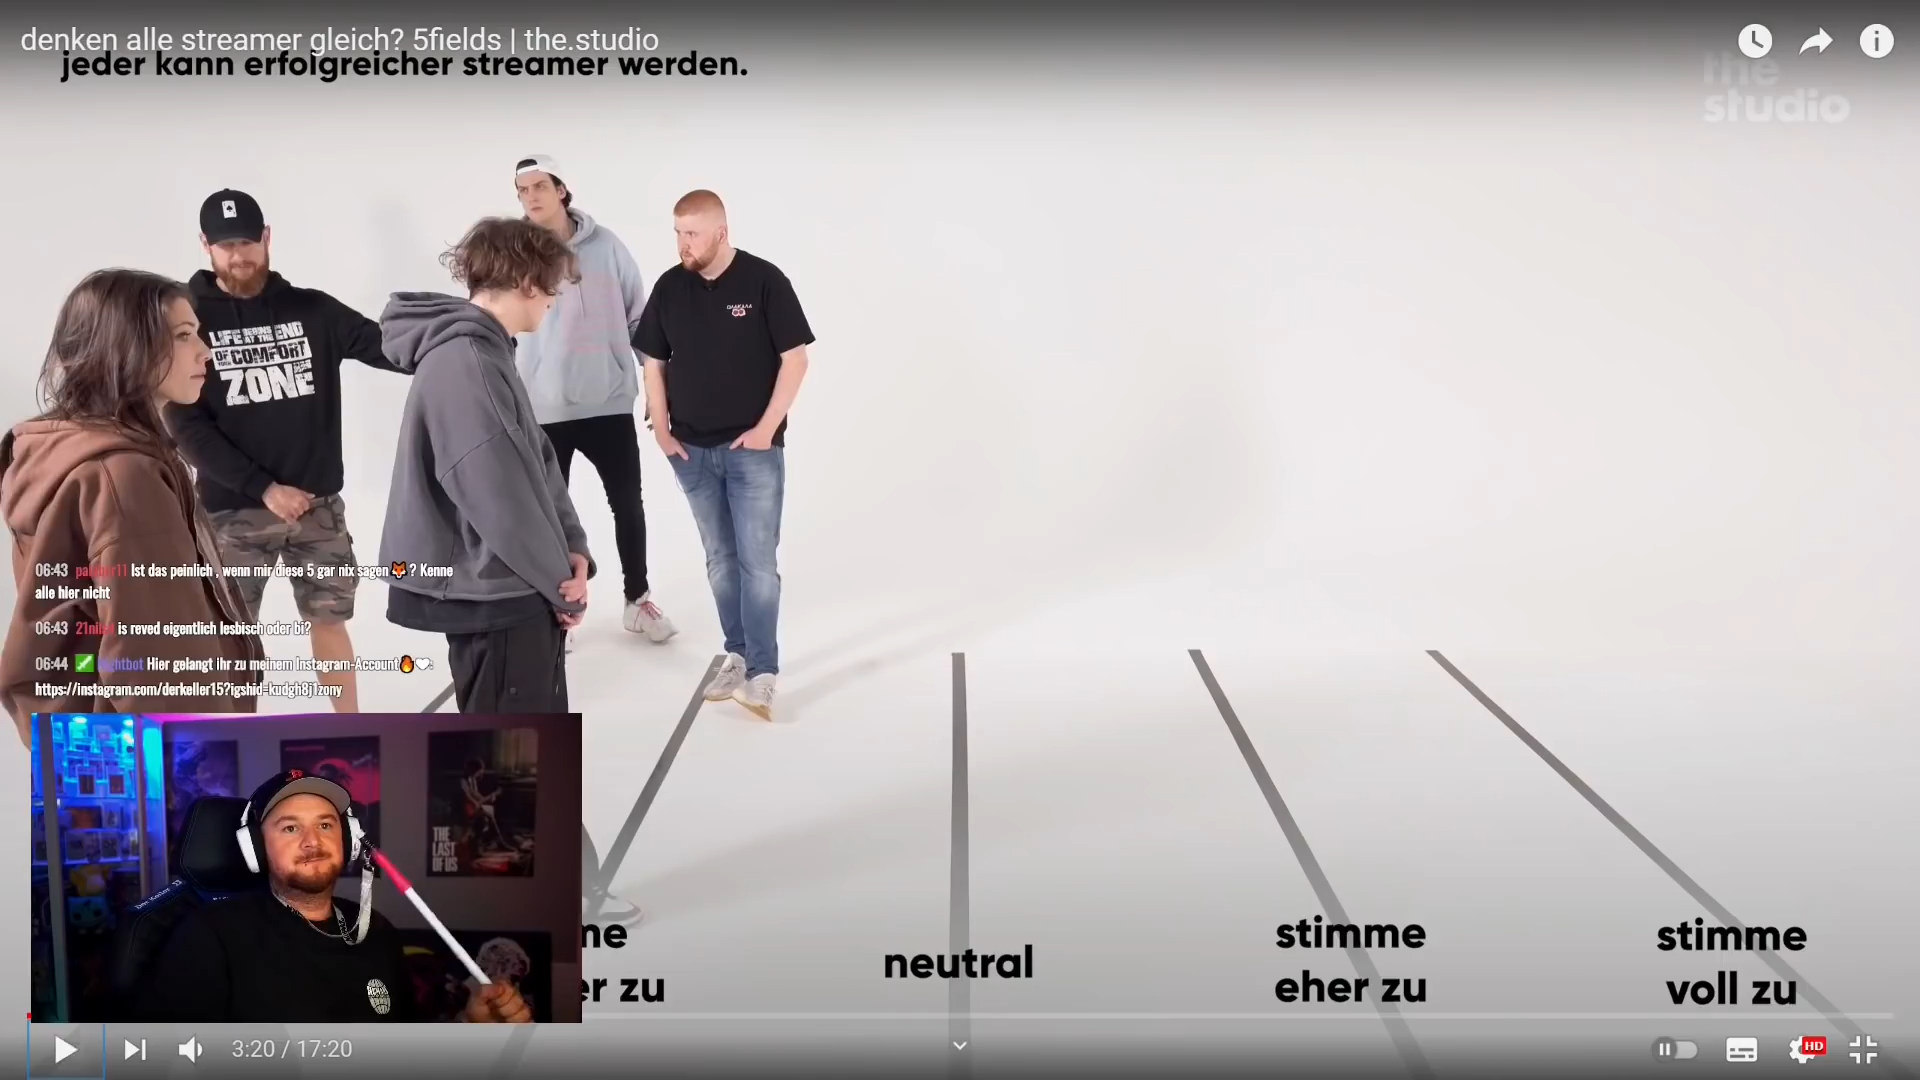 denken alle streamer gleich? 5fields | the.studio
jeder kann erfolgreicher streamer werden.
the
studio
LIFE BEGINS
AT THE END
OF COMFORT
ZONE
06:43 Ist das peinlich , wenn mir diese 5 gar nix sagen ? Kenne
alle hier nicht
06:43 is reved eigentlich lesbisch oder bi?
06:44 Nightbot Hier gelangt ihr zu meinem Instagram-Account
https://instagram.com/derkeller15?igshid=kudgh8j1zony
THE
LAST
OF US
me
er zu
neutral
stimme
eher zu
stimme
voll zu
3:20 / 17:20
HD